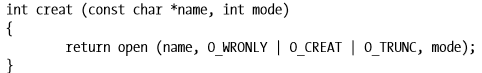 int creat (const char *name, int mode)
{
        return open (name, O_WRONLY | O_CREAT | O_TRUNC, mode);
}